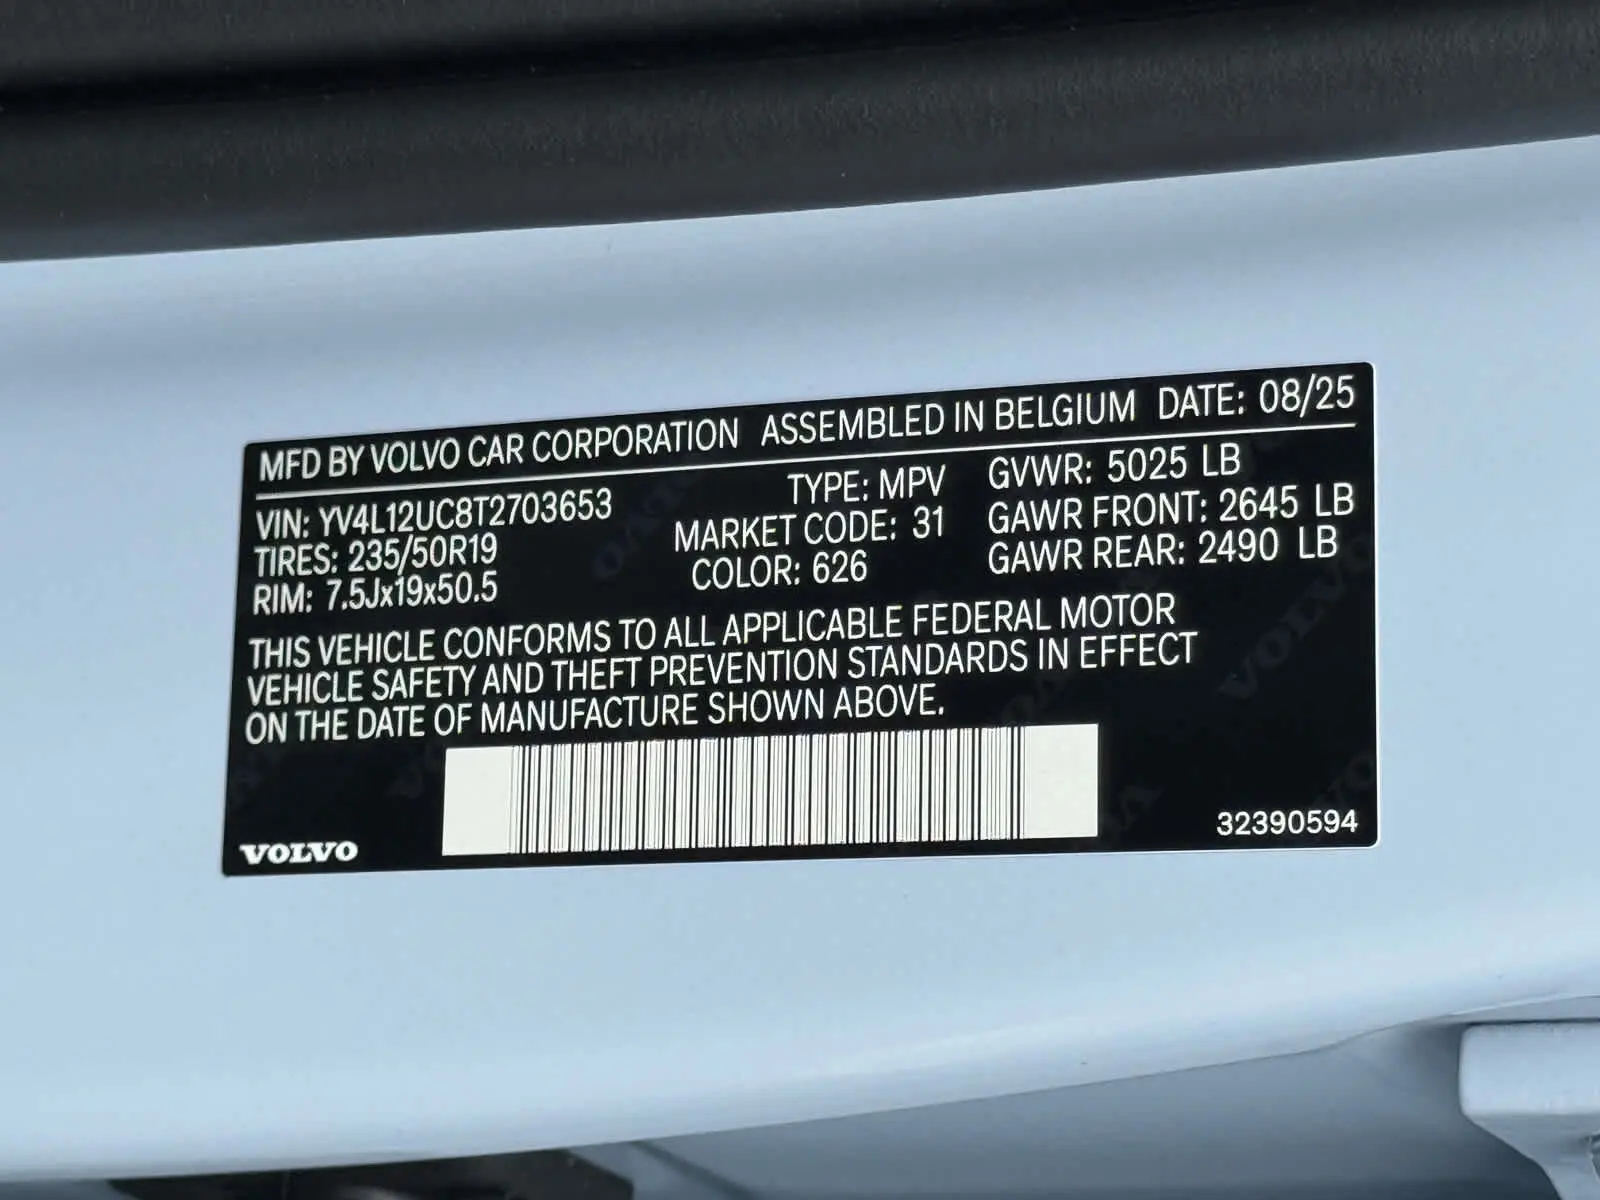 MFD BY VOLVO CAR CORPORATION ASSEMBLED IN BELGIUM DATE: 08/25
VIN: YV4L12UC8T2703653 TYPE: MPV GVWR: 5025 LB
TIRES: 235/50R19 MARKET CODE: 31 GAWR FRONT: 2645 LB
RIM: 7.5Jx19x50.5 COLOR: 626 GAWR REAR: 2490 LB
THIS VEHICLE CONFORMS TO ALL APPLICABLE FEDERAL MOTOR
VEHICLE SAFETY AND THEFT PREVENTION STANDARDS IN EFFECT
ON THE DATE OF MANUFACTURE SHOWN ABOVE.
VOLVO 32390594